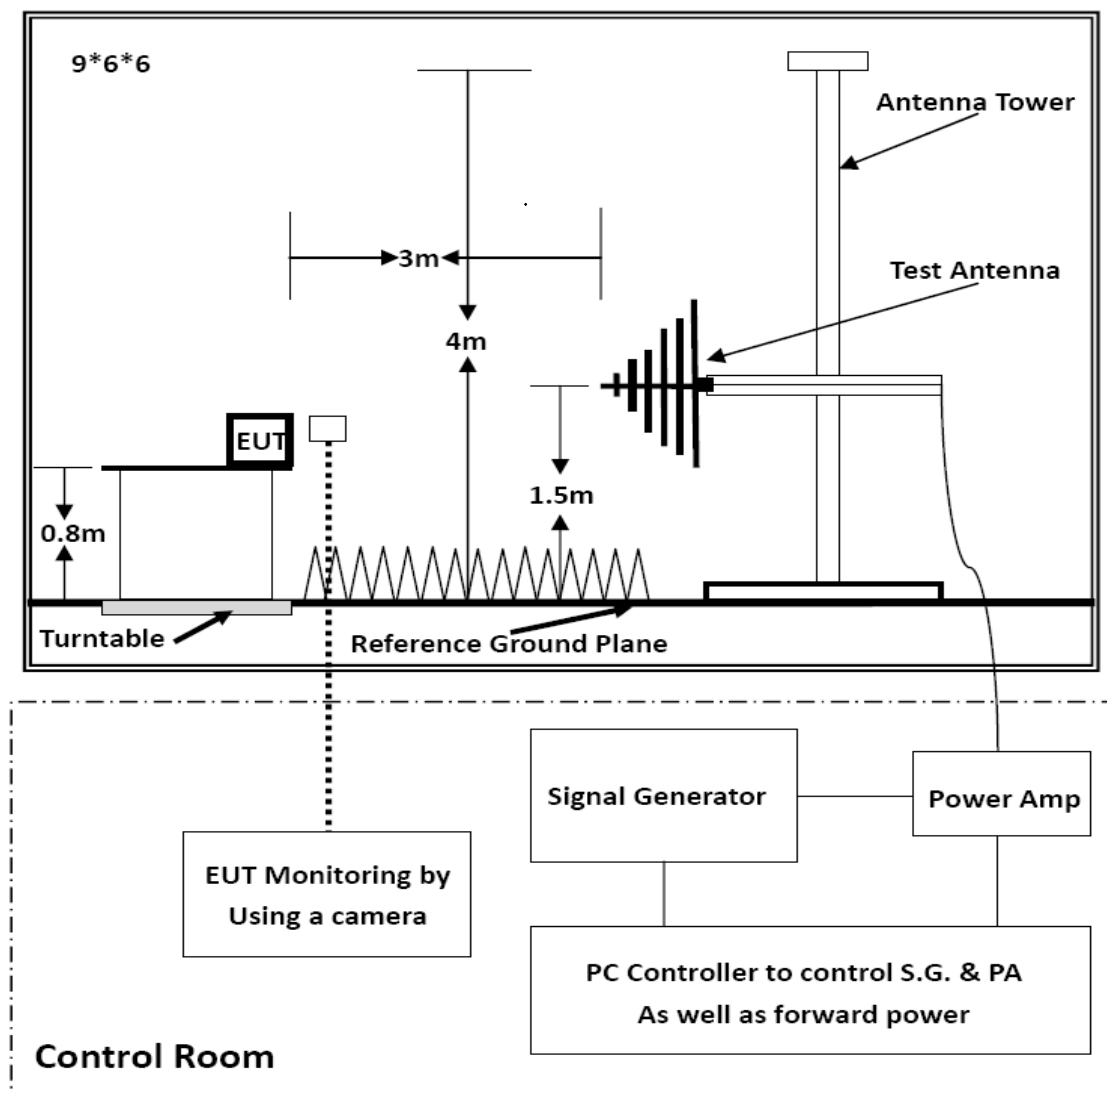 9*6*6
Antenna Tower
3m
Test Antenna
4m
EUT
1.5m
0.8m
Turntable
Reference Ground Plane
Signal Generator
Power Amp
EUT Monitoring by
Using a camera
PC Controller to control S.G. & PA
As well as forward power
Control Room